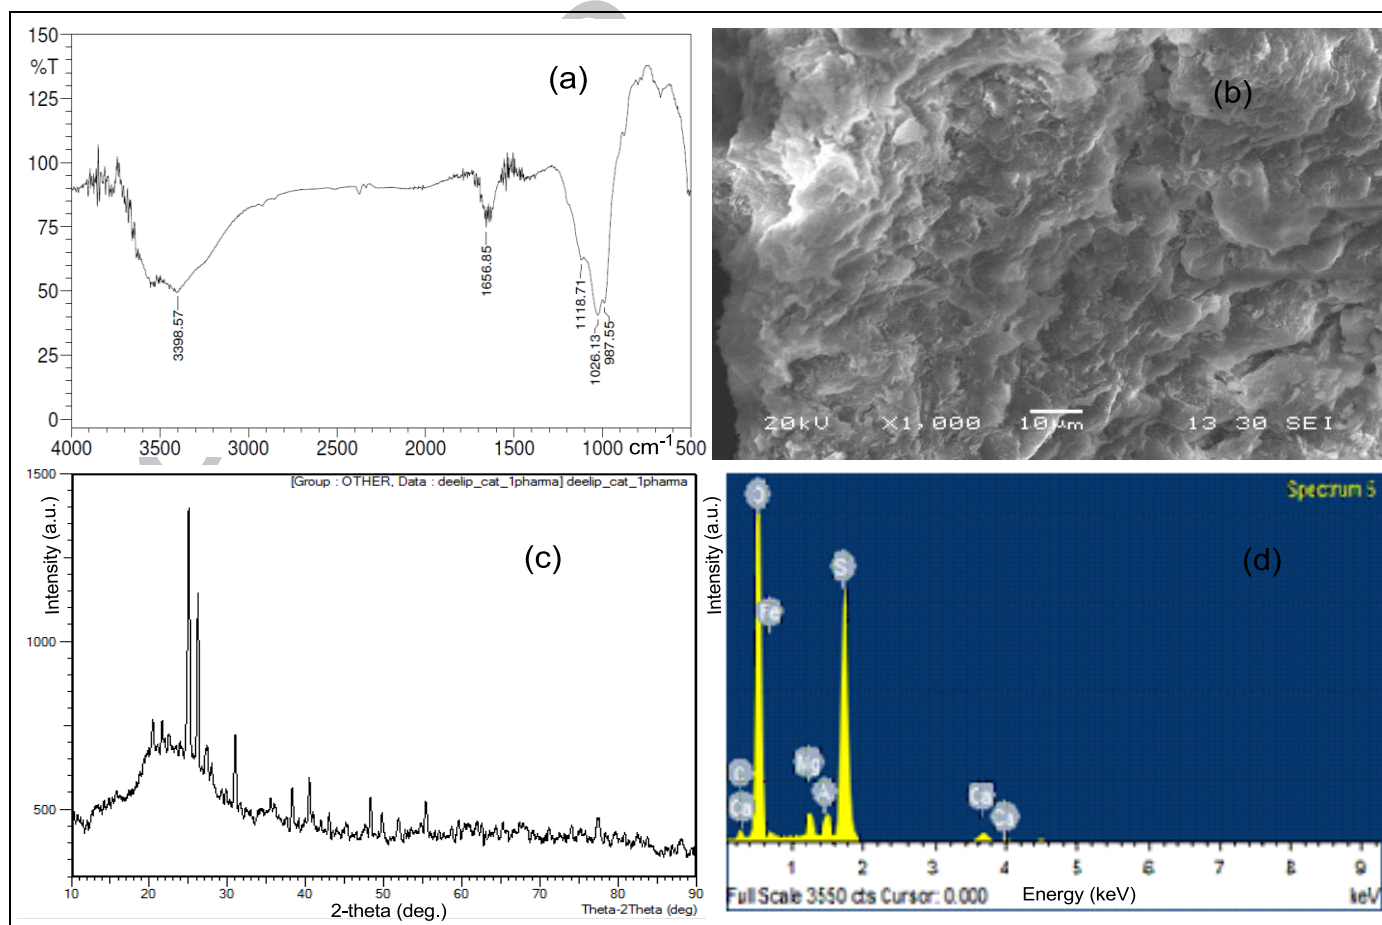 150
%T
125
100
75
50
25
0
(a)
3398.57
1656.85
1118.71
1026.13
987.55
4000 3500 3000 2500 2000 1500 1000 cm-1 500
(b)
20kV X1,000 10μm 13 30 SEI
[Group : OTHER, Data : deelip_cat_1pharma] deelip_cat_1pharma
Intensity (a.u.)
1500
1000
500
(c)
10 20 30 40 50 60 70 80 90
2-theta (deg.)
Theta-2Theta (deg)
Intensity (a.u.)
Spectrum 5
(d)
O
Fe
S
C
Ca
Mg
A
Ca
Ca
1 2 3 4 5 6 7 8 9
Full Scale 3550 cts Cursor: 0.000
Energy (keV)
keV